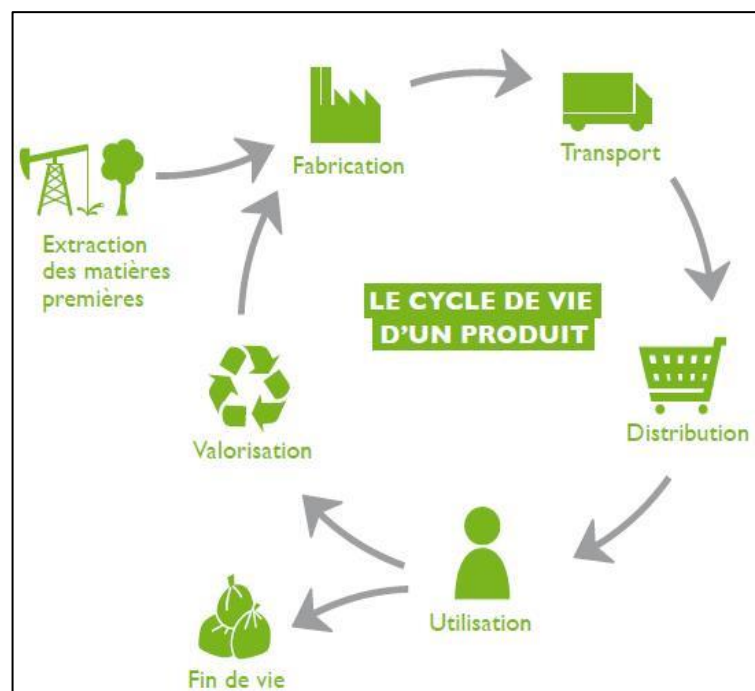 Fabrication
Transport
Extraction
des matières
premières
LE CYCLE DE VIE
D'UN PRODUIT
Distribution
Valorisation
Utilisation
Fin de vie